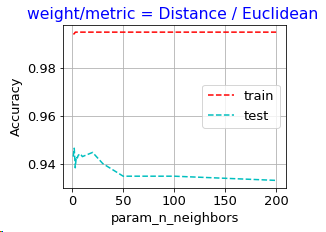 weight/metric = Distance / Euclidean
Accuracy
0.98
0.96
0.94
train
test
0 50 100 150 200
param_n_neighbors